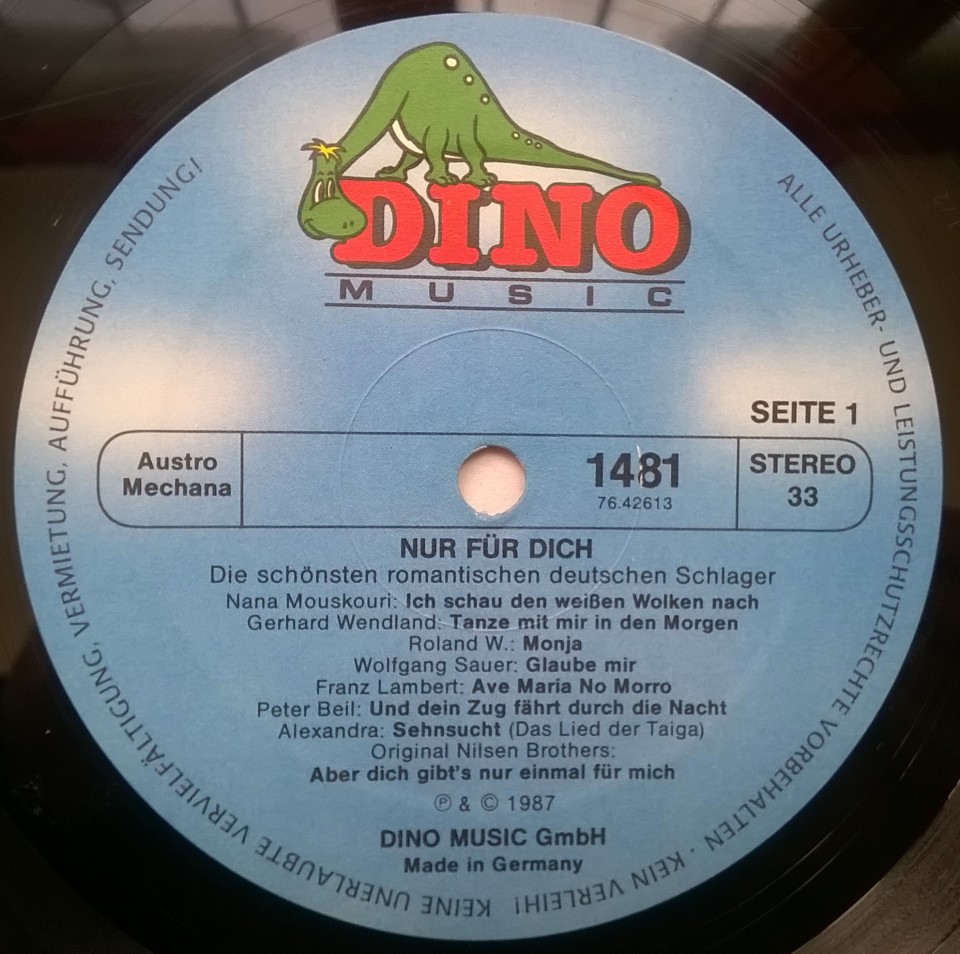 DINO
MUSIC
SEITE 1
Austro
Mechana
1481
76.42613
STEREO
33
NUR FÜR DICH
Die schönsten romantischen deutschen Schlager
Nana Mouskouri: Ich schau den weißen Wolken nach
Gerhard Wendland: Tanze mit mir in den Morgen
Roland W.: Monja
Wolfgang Sauer: Glaube mir
Franz Lambert: Ave Maria No Morro
Peter Beil: Und dein Zug fährt durch die Nacht
Alexandra: Sehnsucht (Das Lied der Taiga)
Original Nilsen Brothers:
Aber dich gibt's nur einmal für mich
℗ & © 1987
DINO MUSIC GmbH
Made in Germany
ALLE URHEBER- UND LEISTUNGSSCHUTZRECHTE VORBEHALTEN · KEIN VERLEIH! KEINE UNERLAUBTE VERVIELFÄLTIGUNG, VERMIETUNG, AUFFÜHRUNG, SENDUNG!